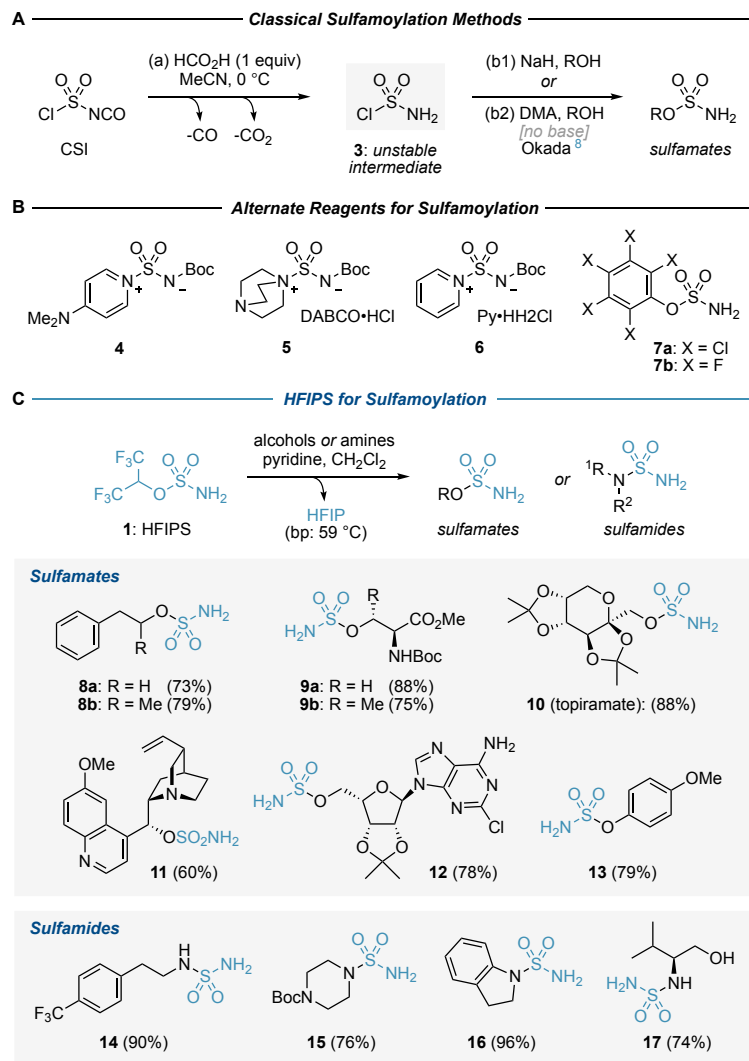 A Classical Sulfamoylation Methods
(a) HCO2H (1 equiv)
MeCN, 0 °C
-CO -CO2
(b1) NaH, ROH
or
(b2) DMA, ROH
[no base]
Okada 8
O O
S
Cl NCO
CSI
O O
S
Cl NH2
3: unstable
intermediate
O O
S
RO NH2
sulfamates
B Alternate Reagents for Sulfamoylation
O O
S
N N Boc
+ −
Me2N
4
O O
S
N N Boc
+ −
N
DABCO•HCl
5
O O
S
N N Boc
+ −
Py•HH2Cl
6
X
X X
X X
O O
S
O NH2
7a: X = Cl
7b: X = F
C HFIPS for Sulfamoylation
F3C O O
S
F3C O NH2
1: HFIPS
alcohols or amines
pyridine, CH2Cl2
HFIP
(bp: 59 °C)
O O
S
RO NH2
sulfamates
or
O O
1R S
N NH2
R2
sulfamides
Sulfamates
O NH2
S
R O O
8a: R = H (73%)
8b: R = Me (79%)
O O R
S CO2Me
H2N O
NHBoc
9a: R = H (88%)
9b: R = Me (75%)
O O O O
O S
O O NH2
O
10 (topiramate): (88%)
MeO
N
OSO2NH2
N
11 (60%)
NH2
N N
O O
S O N N
H2N O Cl
O O
12 (78%)
OMe
O O
S
H2N O
13 (79%)
Sulfamides
H
N NH2
S
O O
F3C
14 (90%)
O O
S
N NH2
BocN
15 (76%)
O O
S
N NH2
16 (96%)
OH
H2N NH
S
O O
17 (74%)